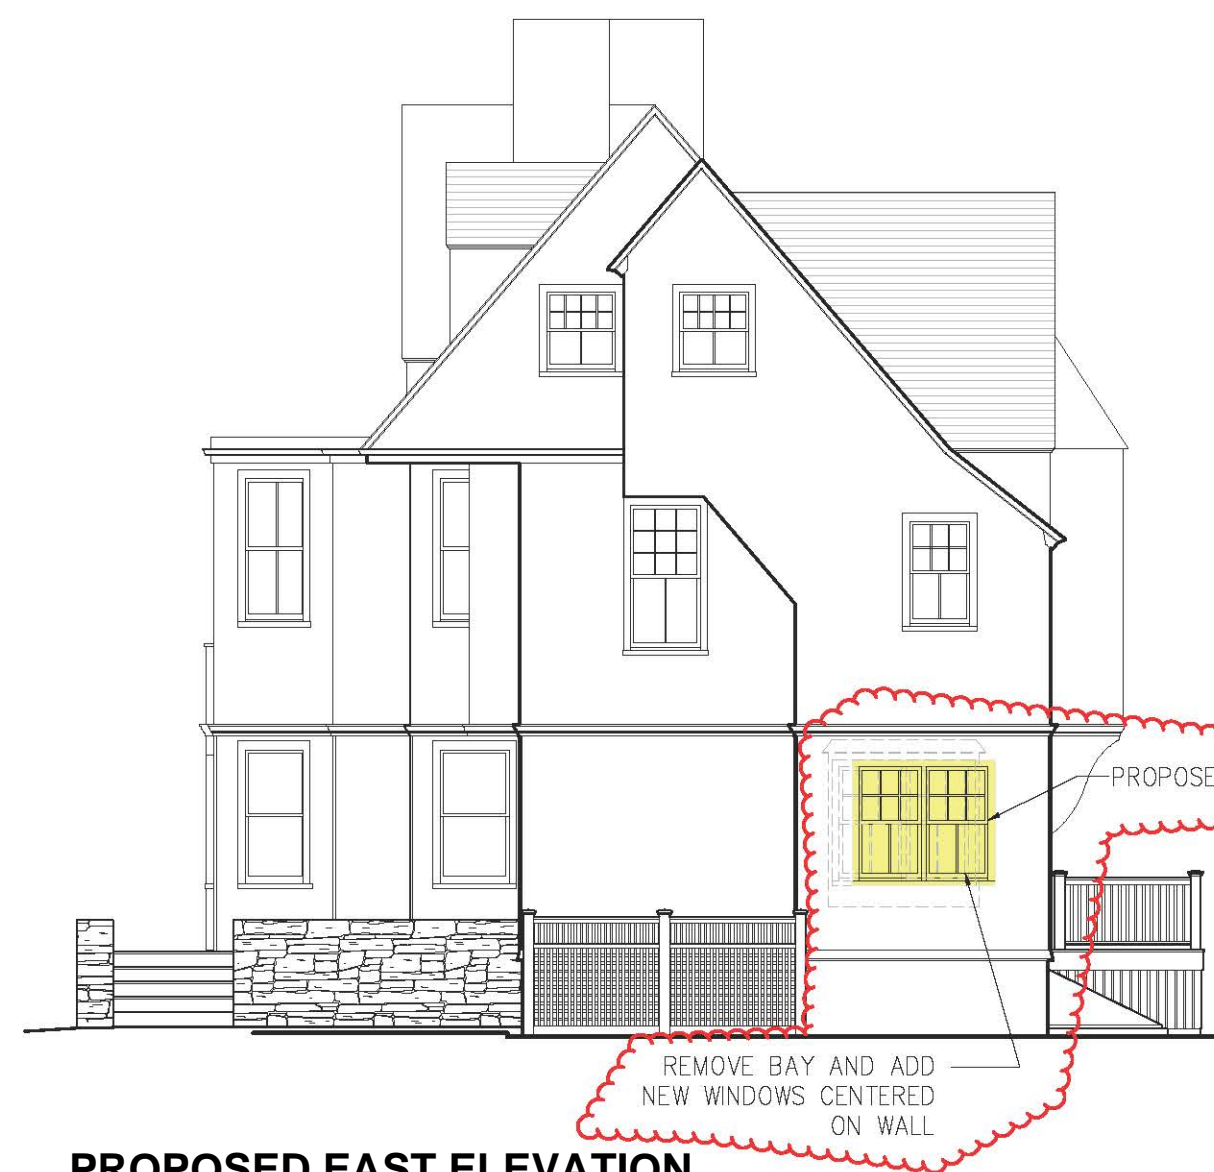 PROPOSE
REMOVE BAY AND ADD
NEW WINDOWS CENTERED
ON WALL
PROPOSED EAST ELEVATION